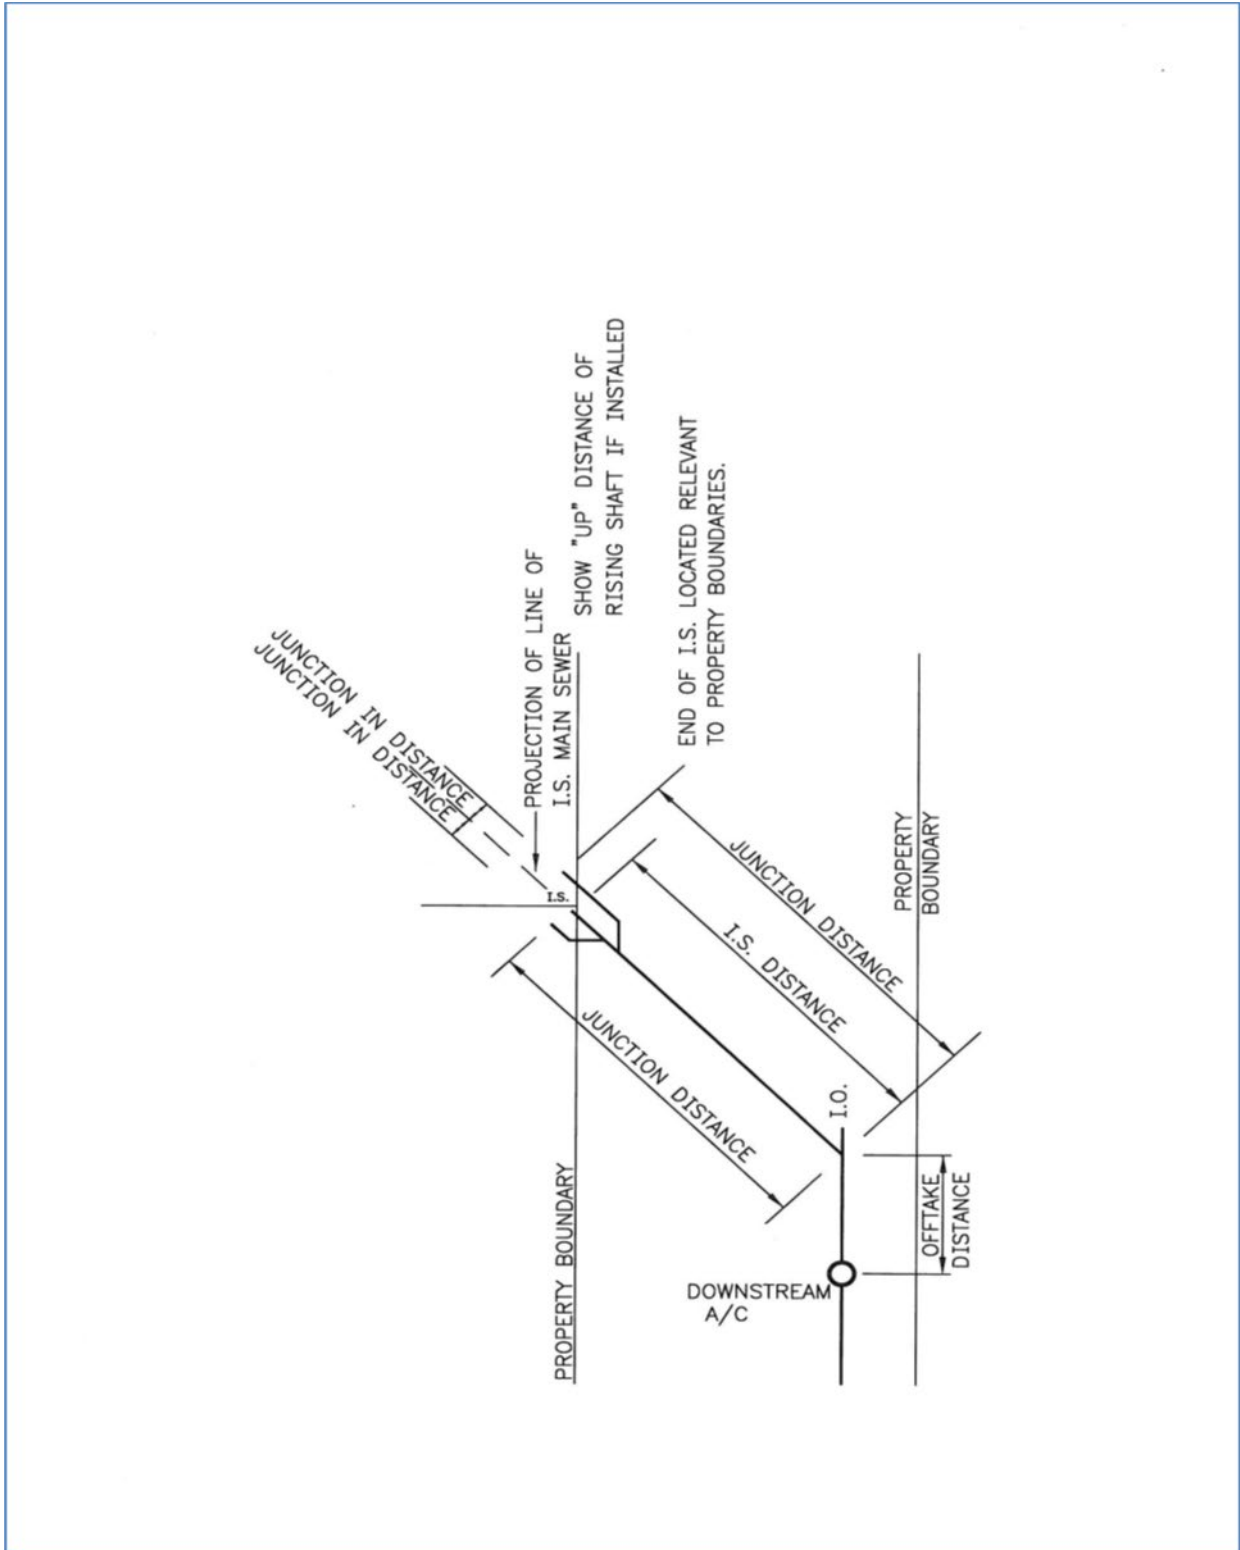 JUNCTION IN DISTANCE
JUNCTION IN DISTANCE
PROJECTION OF LINE OF
I.S. MAIN SEWER
SHOW "UP" DISTANCE OF
RISING SHAFT IF INSTALLED
END OF I.S. LOCATED RELEVANT
TO PROPERTY BOUNDARIES.
I.S.
JUNCTION DISTANCE
I.S. DISTANCE
JUNCTION DISTANCE
PROPERTY
BOUNDARY
I.O.
PROPERTY BOUNDARY
DOWNSTREAM
A/C
OFFTAKE
DISTANCE